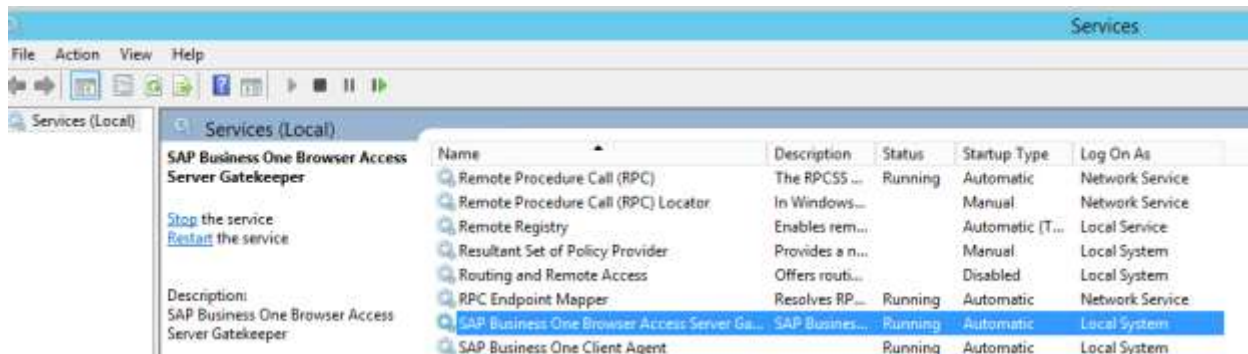 Services
File Action View Help
Services (Local)
Services (Local)
SAP Business One Browser Access
Server Gatekeeper
Stop the service
Restart the service
Description:
SAP Business One Browser Access
Server Gatekeeper
Name Description Status Startup Type Log On As
Remote Procedure Call (RPC) The RPCSS ... Running Automatic Network Service
Remote Procedure Call (RPC) Locator In Windows... Manual Network Service
Remote Registry Enables rem... Automatic (T... Local Service
Resultant Set of Policy Provider Provides a n... Manual Local System
Routing and Remote Access Offers routi... Disabled Local System
RPC Endpoint Mapper Resolves RP... Running Automatic Network Service
SAP Business One Browser Access Server Ga... SAP Busines... Running Automatic Local System
SAP Business One Client Agent Running Automatic Local System